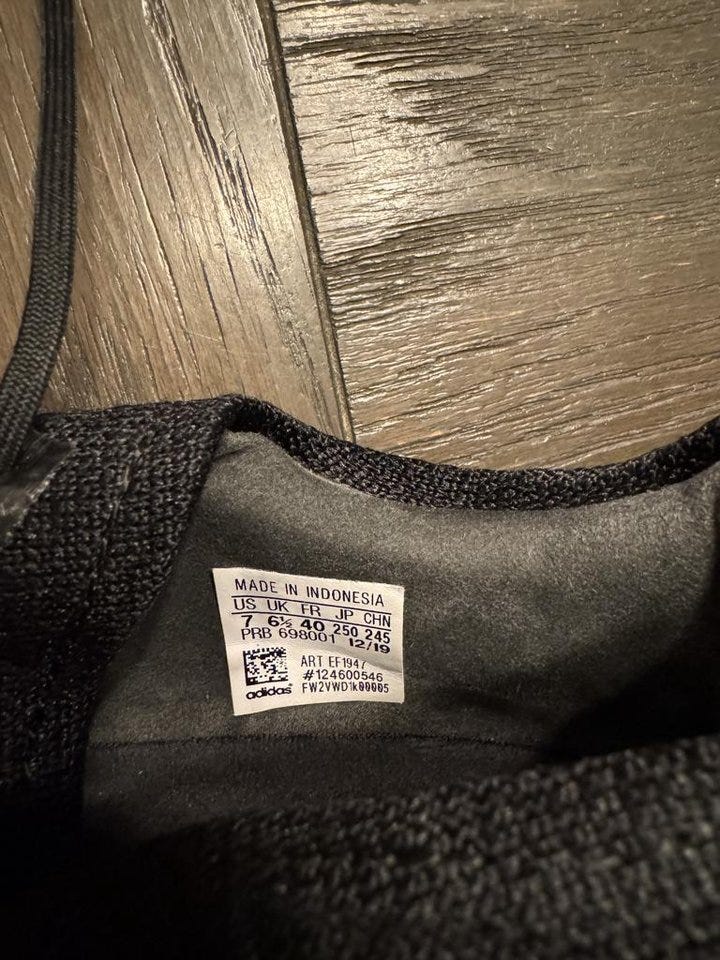 MADE IN INDONESIA
US UK FR JP CHN
7 6½ 40 250 245
PRB 698001 12/19
ART EF1947
#124600546
FW2VWD1k00005
adidas